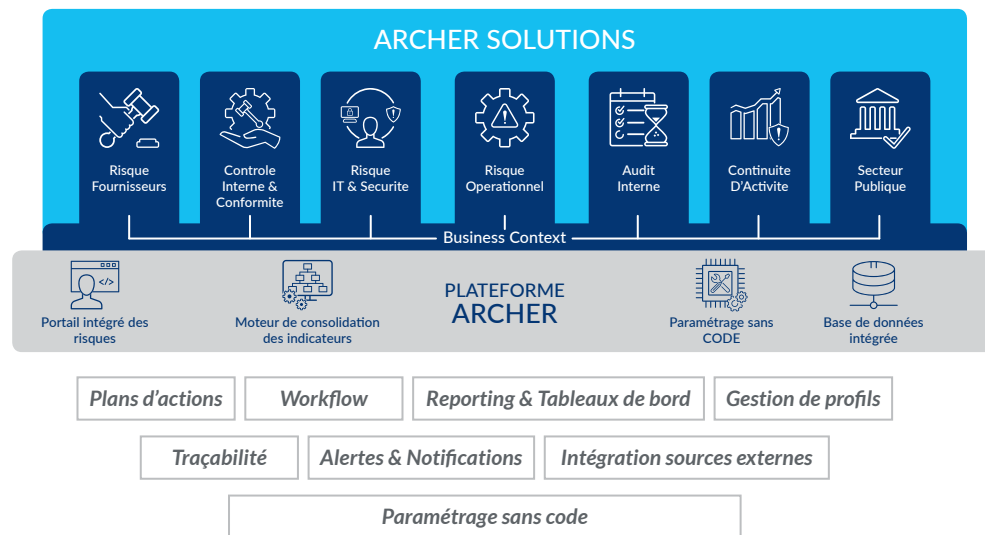 ARCHER SOLUTIONS
Risque
Fournisseurs
Controle
Interne &
Conformite
Risque
IT & Securite
Risque
Operationnel
Audit
Interne
Continuite
D'Activite
Secteur
Publique
Business Context
</>
Portail intégré des
risques
Moteur de consolidation
des indicateurs
PLATEFORME
ARCHER
Paramétrage sans
CODE
Base de données
intégrée
Plans d'actions
Workflow
Reporting & Tableaux de bord
Gestion de profils
Traçabilité
Alertes & Notifications
Intégration sources externes
Paramétrage sans code